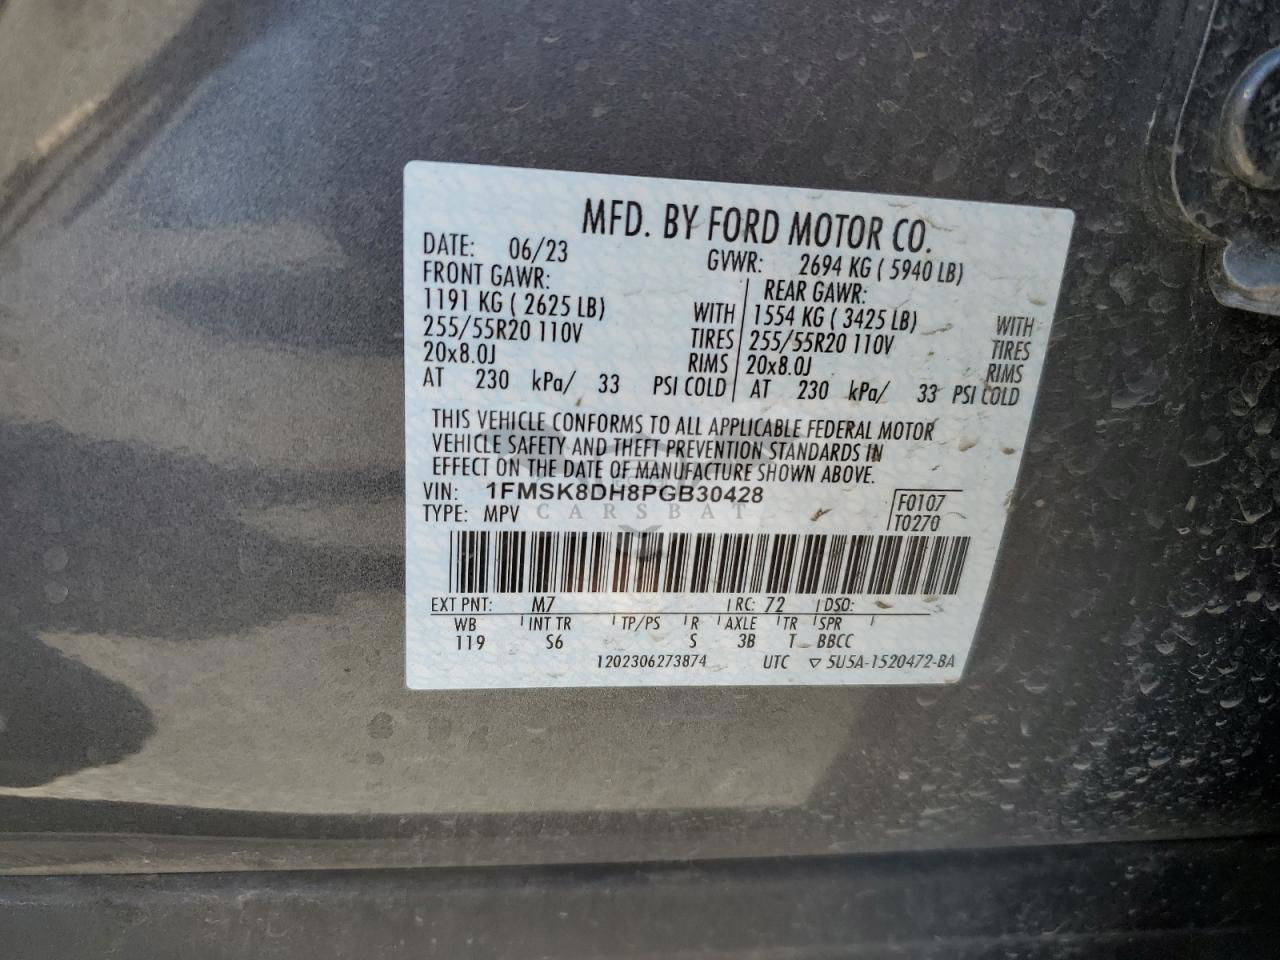 MFD. BY FORD MOTOR CO.
DATE: 06/23 GVWR: 2694 KG ( 5940 LB)
FRONT GAWR: REAR GAWR:
1191 KG ( 2625 LB) WITH 1554 KG ( 3425 LB) WITH
255/55R20 110V TIRES 255/55R20 110V TIRES
20x8.0J RIMS 20x8.0J RIMS
AT 230 kPa/ 33 PSI COLD AT 230 kPa/ 33 PSI COLD
THIS VEHICLE CONFORMS TO ALL APPLICABLE FEDERAL MOTOR
VEHICLE SAFETY AND THEFT PREVENTION STANDARDS IN
EFFECT ON THE DATE OF MANUFACTURE SHOWN ABOVE.
VIN: 1FMSK8DH8PGB30428 F0107
TYPE: MPV T0270
CARSBAT
EXT PNT: M7 RC: 72 DSO:
WB INT TR TP/PS R AXLE TR SPR
119 S6 S 3B T BBCC
1202306273874 UTC ▽ 5U5A-1520472-BA